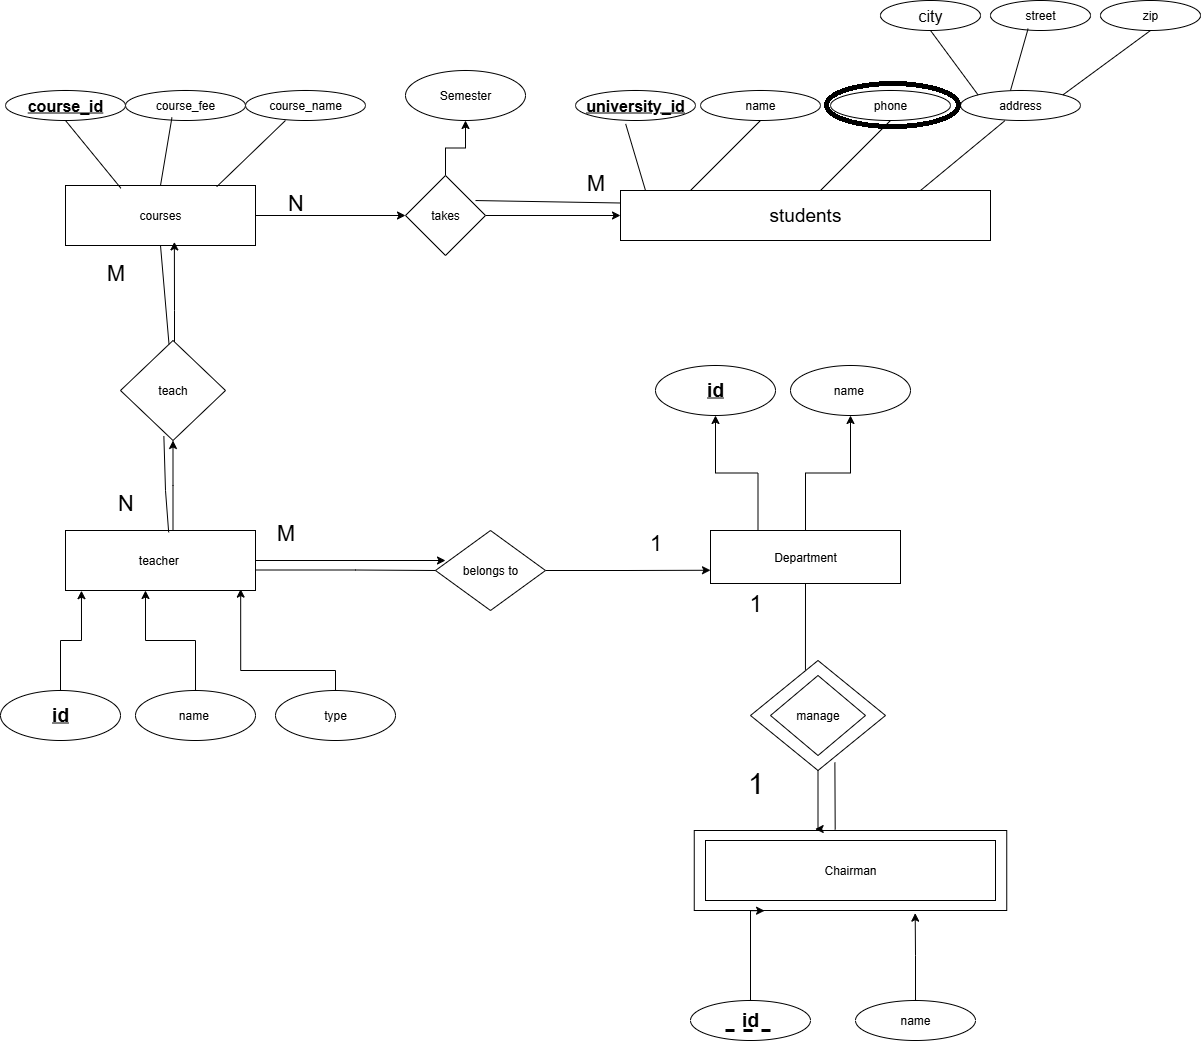 city
street
zip
course_id
course_fee
course_name
Semester
university_id
name
phone
address
N
M
courses
takes
students
M
teach
id
name
N
M
1
teacher
belongs to
Department
1
id
name
type
manage
1
Chairman
id
name